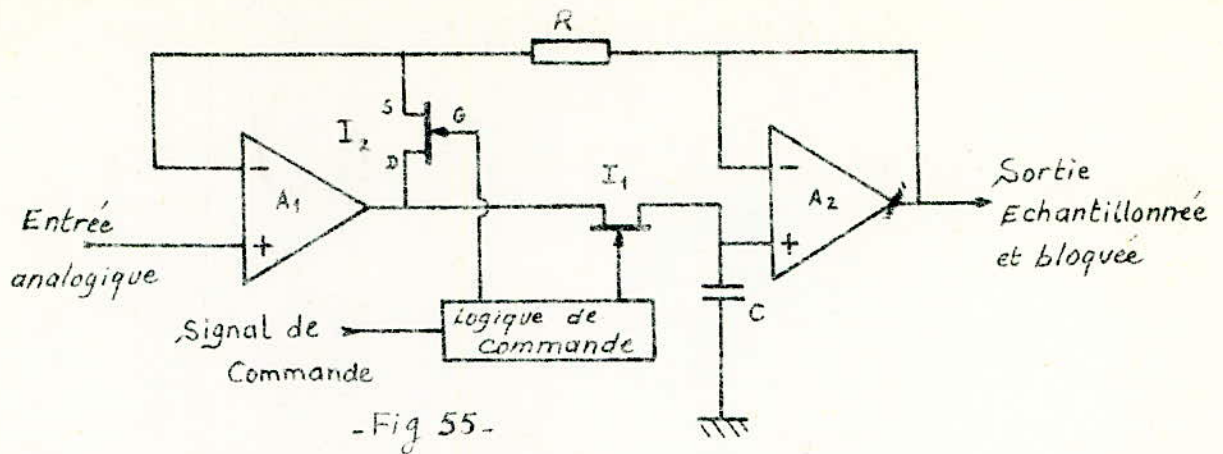 R
S
G
I₂
D
I₁
-
A₁
+
-
A₂
+
Entrée
analogique
Sortie
Echantillonnée
et bloquée
C
Signal de
Commande
Logique de
commande
-Fig 55-